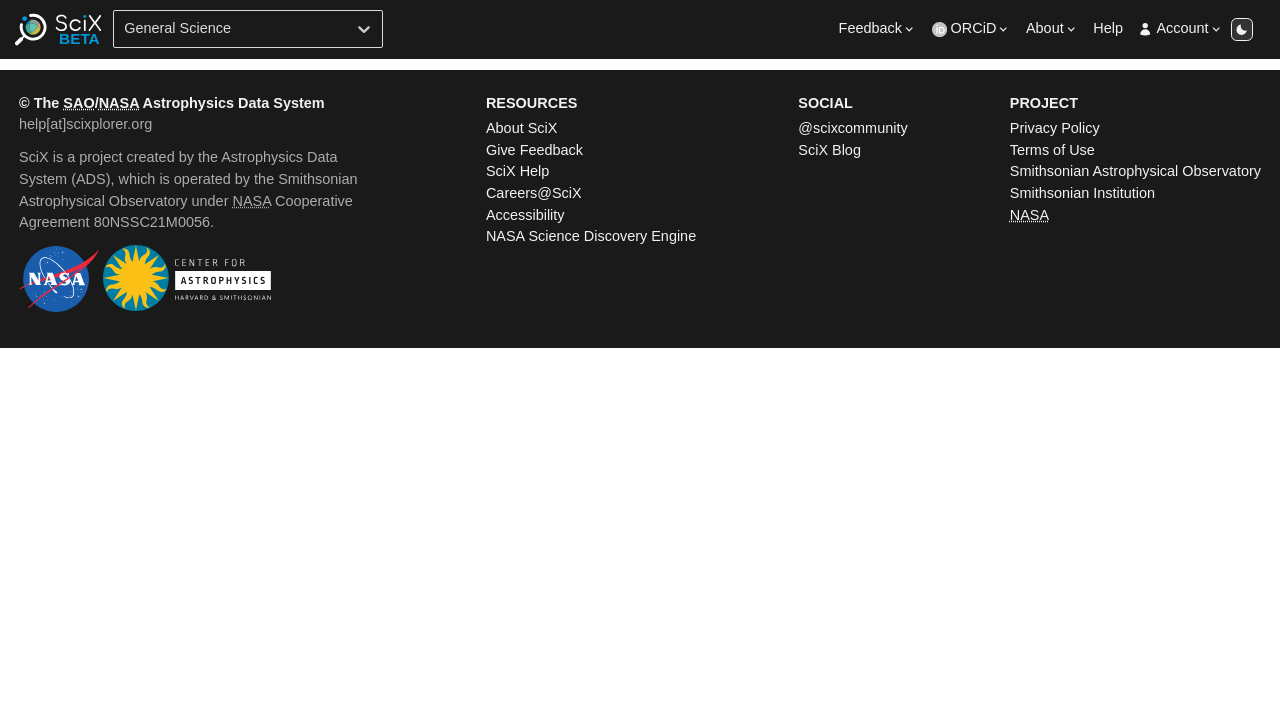 SciX
BETA
General Science
Feedback
iD ORCiD
About
Help
Account
© The SAO/NASA Astrophysics Data System
help[at]scixplorer.org
SciX is a project created by the Astrophysics Data
System (ADS), which is operated by the Smithsonian
Astrophysical Observatory under NASA Cooperative
Agreement 80NSSC21M0056.
NASA
CENTER FOR
ASTROPHYSICS
HARVARD & SMITHSONIAN
RESOURCES
About SciX
Give Feedback
SciX Help
Careers@SciX
Accessibility
NASA Science Discovery Engine
SOCIAL
@scixcommunity
SciX Blog
PROJECT
Privacy Policy
Terms of Use
Smithsonian Astrophysical Observatory
Smithsonian Institution
NASA